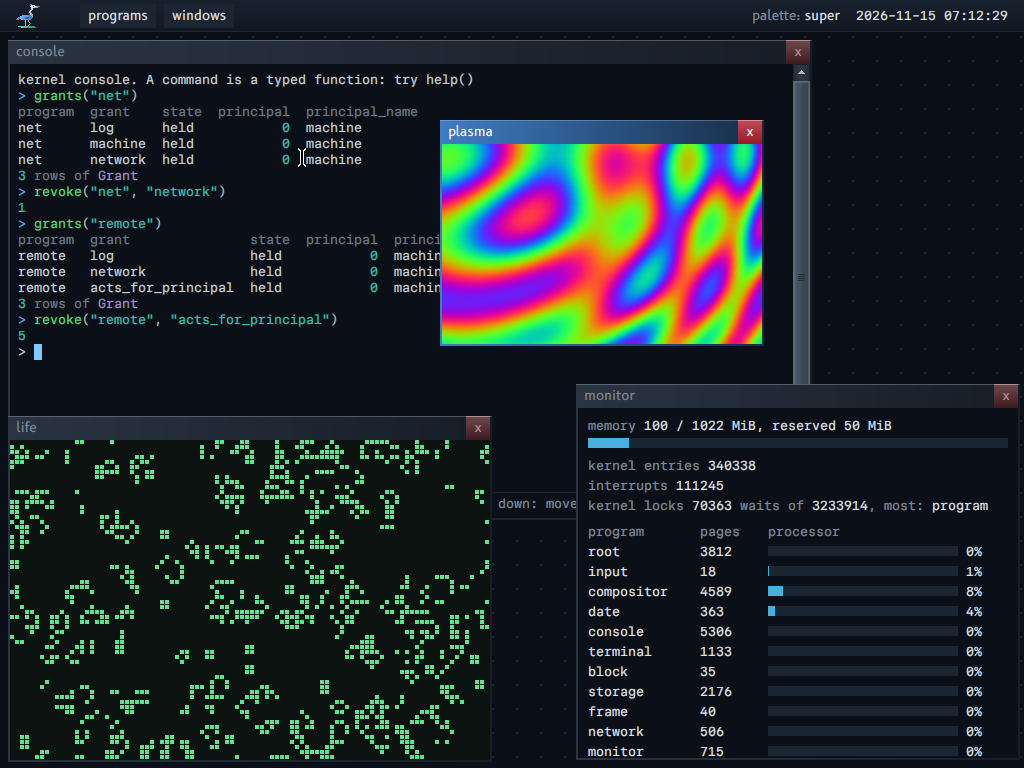 programs windows palette: super 2026-11-15 07:12:29
console x
kernel console. A command is a typed function: try help()
> grants("net")
program grant state principal principal_name
net log held 0 machine
net machine held 0 machine
net network held 0 machine
3 rows of Grant
> revoke("net", "network")
1
> grants("remote")
program grant state principal princi
remote log held 0 machin
remote network held 0 machin
remote acts_for_principal held 0 machin
3 rows of Grant
> revoke("remote", "acts_for_principal")
5
>
plasma x
life x
down: move
monitor x
memory 100 / 1022 MiB, reserved 50 MiB
kernel entries 340338
interrupts 111245
kernel locks 70363 waits of 3233914, most: program
program pages processor
root 3812 0%
input 18 1%
compositor 4589 8%
date 363 4%
console 5306 0%
terminal 1133 0%
block 35 0%
storage 2176 0%
frame 40 0%
network 506 0%
monitor 715 0%